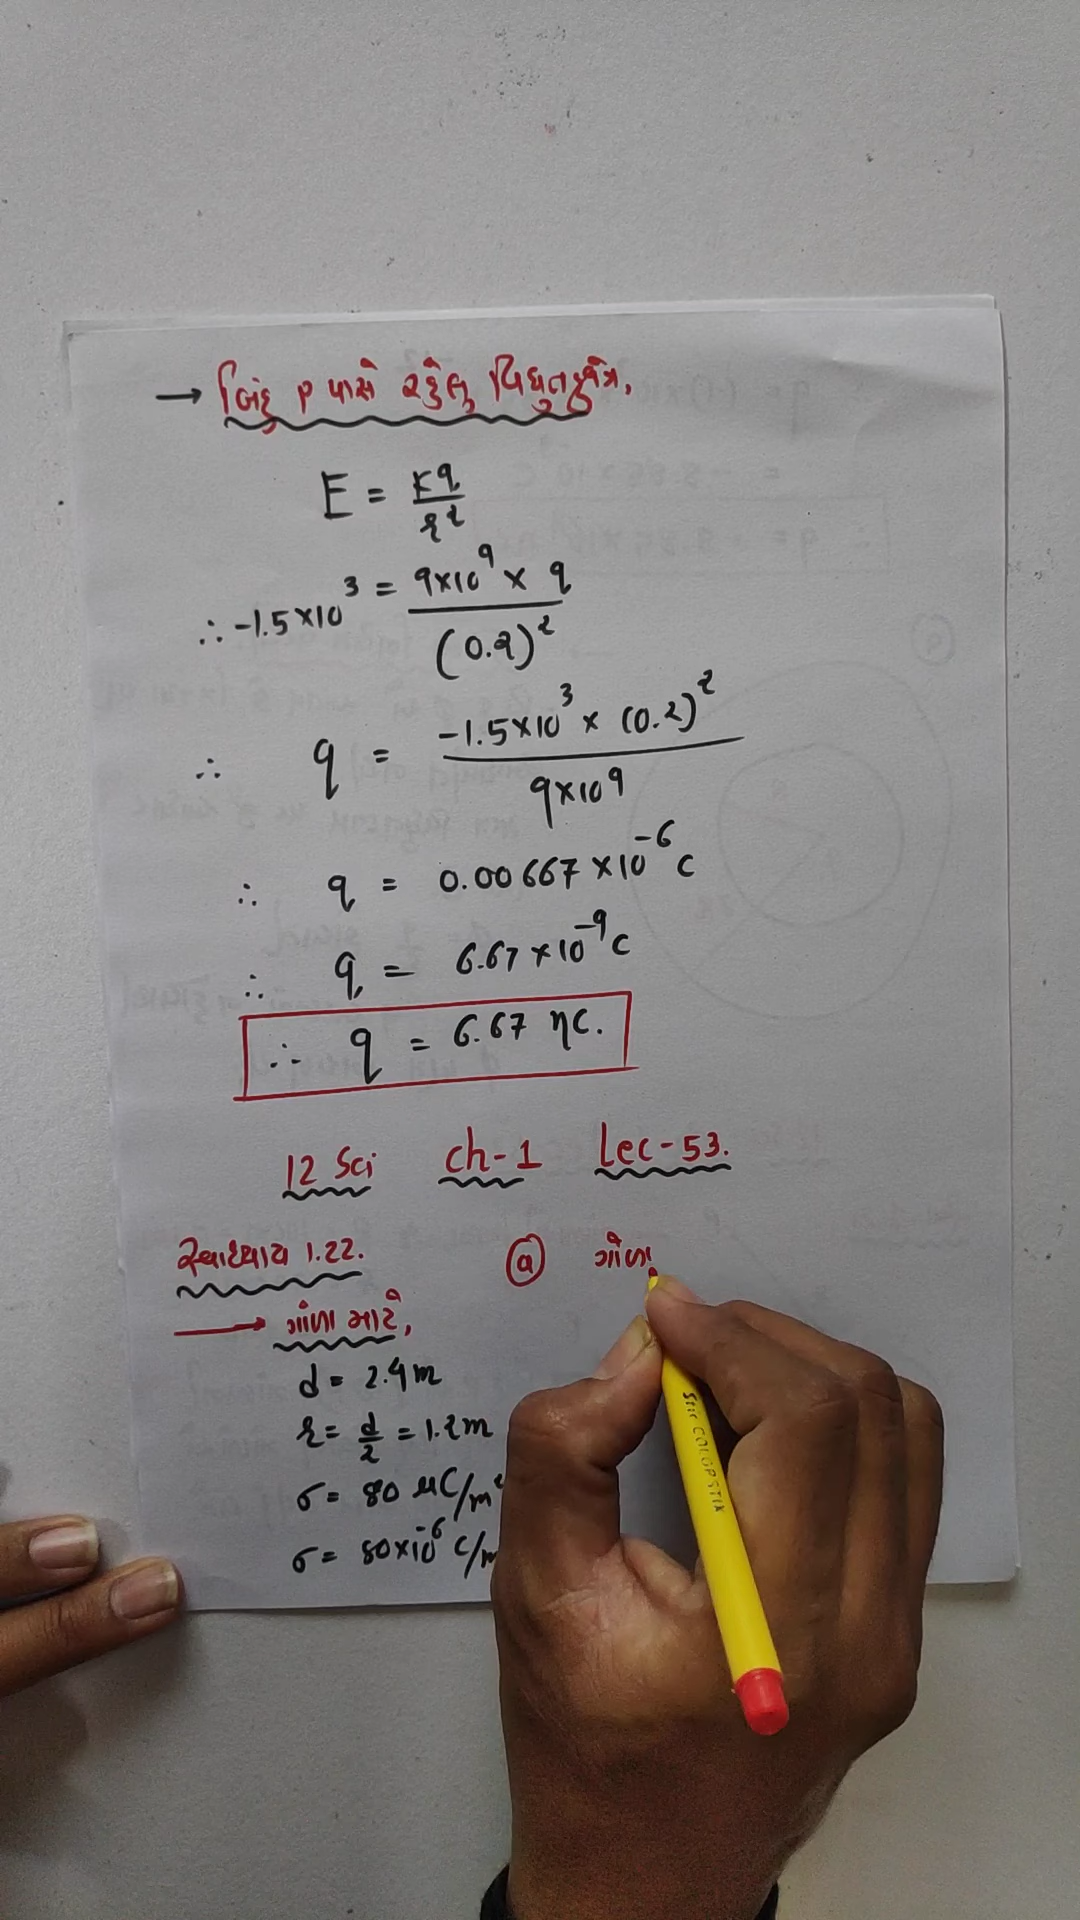 → બિંદુ P પાસે રહેલુ વિદ્યુતક્ષેત્ર,
E = Kq / r²
∴ -1.5×10³ = 9×10⁹ × q / (0.2)²
∴ q = -1.5×10³ × (0.2)² / 9×10⁹
∴ q = 0.00667×10⁻⁶ C
∴ q = 6.67×10⁻⁹ C
∴ q = 6.67 ηC.
12 Sci ch-1 Lec-53.
સ્વાધ્યાય 1.22.
→ ગોળા માટે,
d = 2.4m
r = d/2 = 1.2m
σ = 80 μC/m²
σ = 80×10⁻⁶ C/m
(a) ગોળા
STIC COLORSTIX